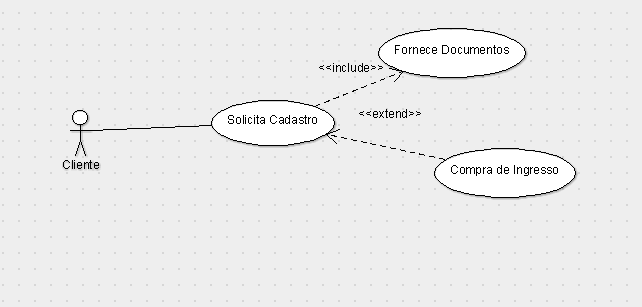 Fornece Documentos
<<include>>
Solicita Cadastro
<<extend>>
Cliente
Compra de Ingresso